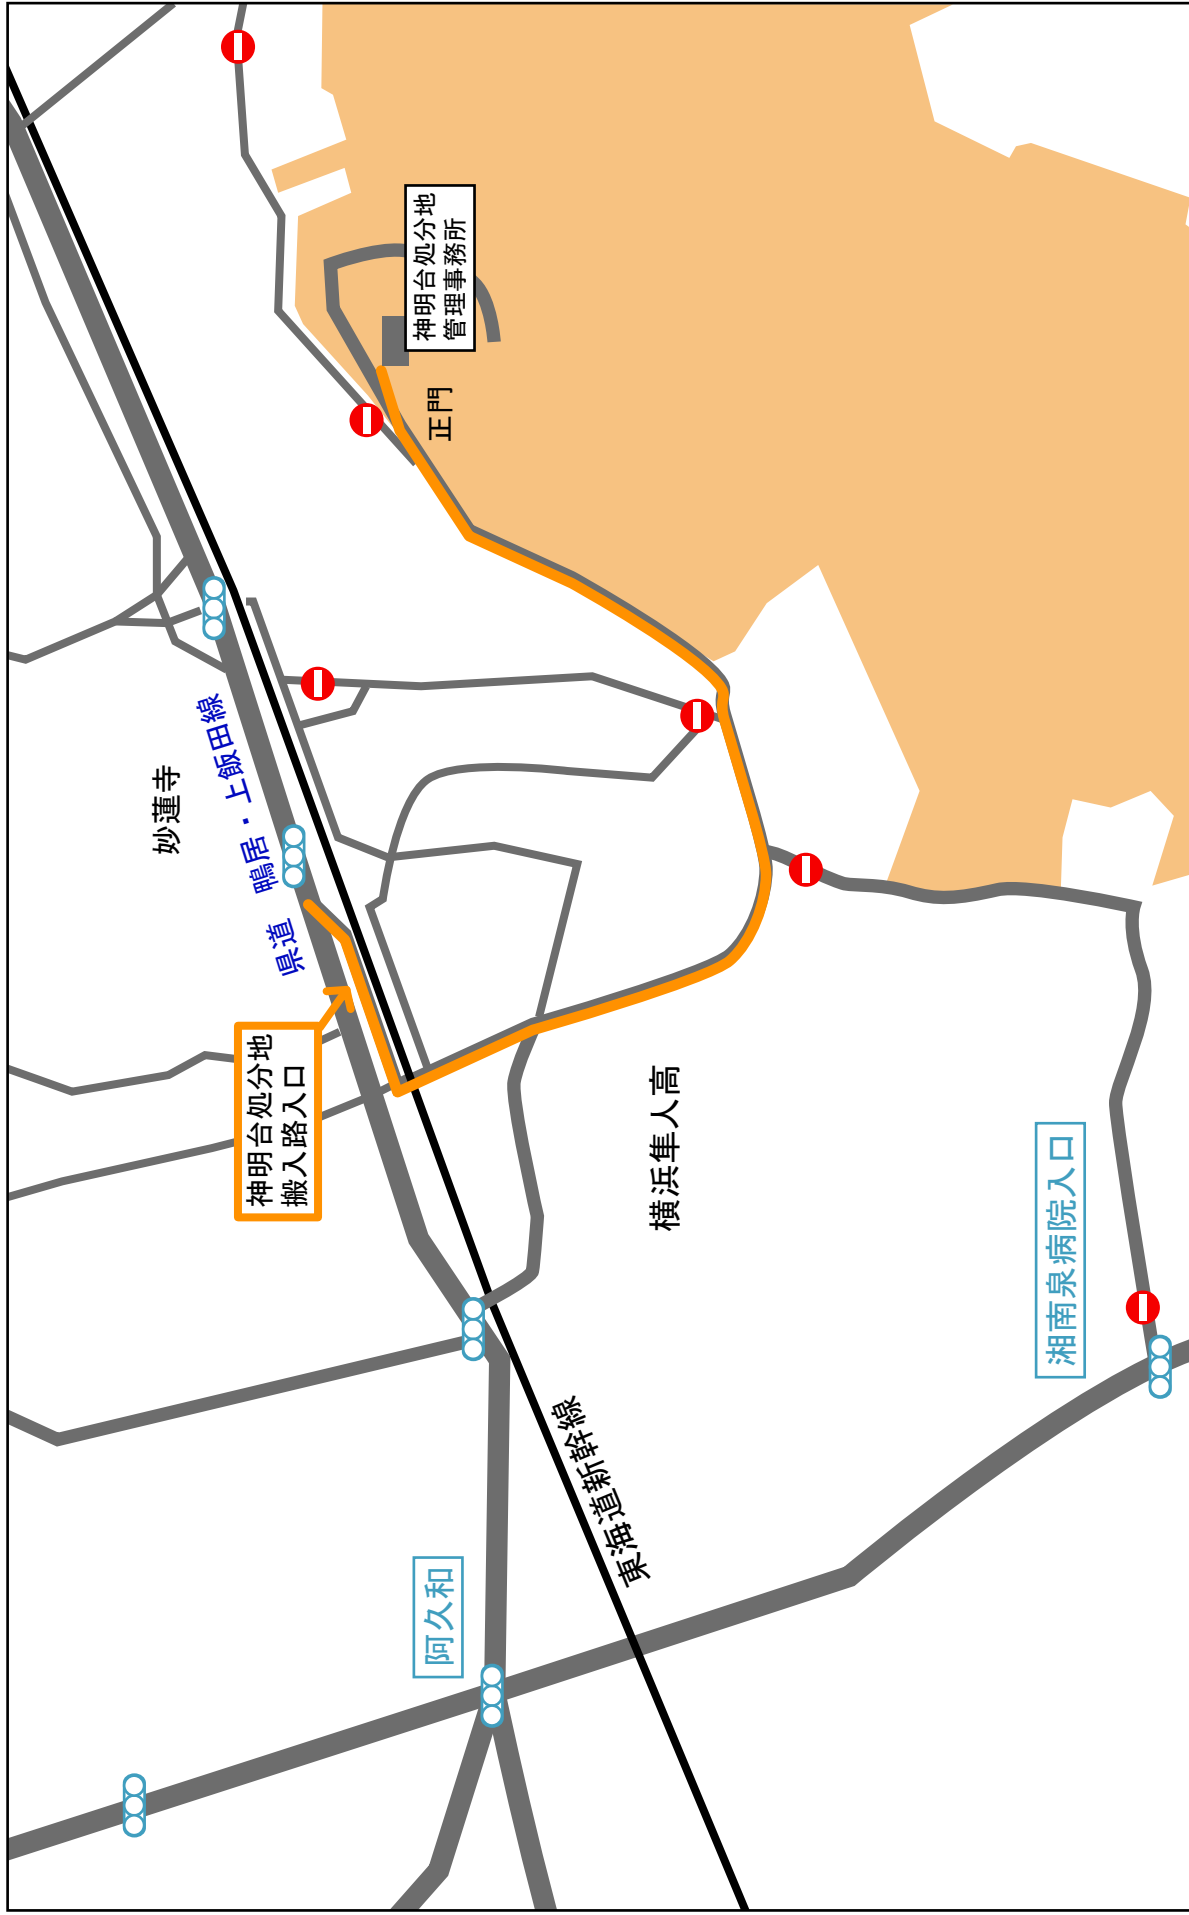 神明台処分地
管理事務所
正門
妙蓮寺
県道　鴨居・上飯田線
神明台処分地
搬入路入口
横浜隼人高
湘南泉病院入口
東海道新幹線
阿久和